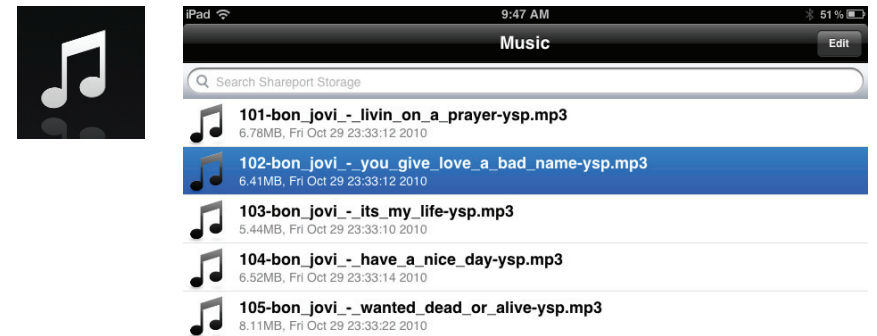 iPad 9:47 AM 51%
Music Edit
Search Shareport Storage
101-bon_jovi_-_livin_on_a_prayer-ysp.mp3
6.78MB, Fri Oct 29 23:33:12 2010
102-bon_jovi_-_you_give_love_a_bad_name-ysp.mp3
6.41MB, Fri Oct 29 23:33:12 2010
103-bon_jovi_-_its_my_life-ysp.mp3
5.44MB, Fri Oct 29 23:33:10 2010
104-bon_jovi_-_have_a_nice_day-ysp.mp3
6.52MB, Fri Oct 29 23:33:14 2010
105-bon_jovi_-_wanted_dead_or_alive-ysp.mp3
8.11MB, Fri Oct 29 23:33:22 2010